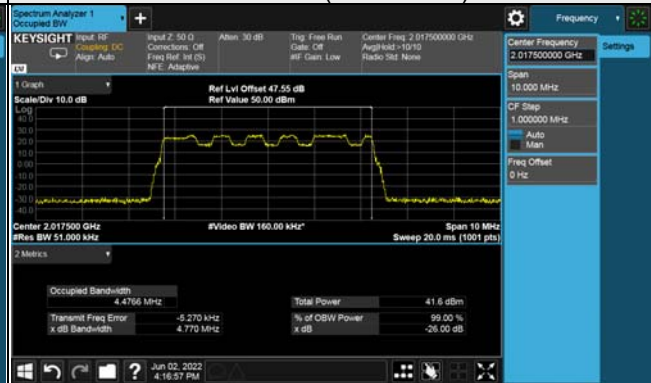 Spectrum Analyzer 1
Occupied BW
+
Frequency
KEYSIGHT
Input: RF
Coupling: DC
Align: Auto
Input Z: 50 Ω
Corrections: Off
Freq Ref: Int (S)
NFE: Adaptive
Atten: 30 dB
Trig: Free Run
Gate: Off
#IF Gain: Low
Center Freq: 2.017500000 GHz
Avg|Hold:>10/10
Radio Std: None
Center Frequency
2.017500000 GHz
Settings
Span
10.000 MHz
CF Step
1.000000 MHz
Auto
Man
Freq Offset
0 Hz
LXI
1 Graph
Scale/Div 10.0 dB
Ref Lvl Offset 47.55 dB
Ref Value 50.00 dBm
Log
40.0
30.0
20.0
10.0
0.00
-10.0
-20.0
-30.0
-40.0
Center 2.017500 GHz
#Res BW 51.000 kHz
#Video BW 160.00 kHz*
Span 10 MHz
Sweep 20.0 ms (1001 pts)
2 Metrics
Occupied Bandwidth
4.4766 MHz
Total Power
41.6 dBm
Transmit Freq Error
-5.270 kHz
% of OBW Power
99.00 %
x dB Bandwidth
4.770 MHz
x dB
-26.00 dB
?
Jun 02, 2022
4:16:57 PM